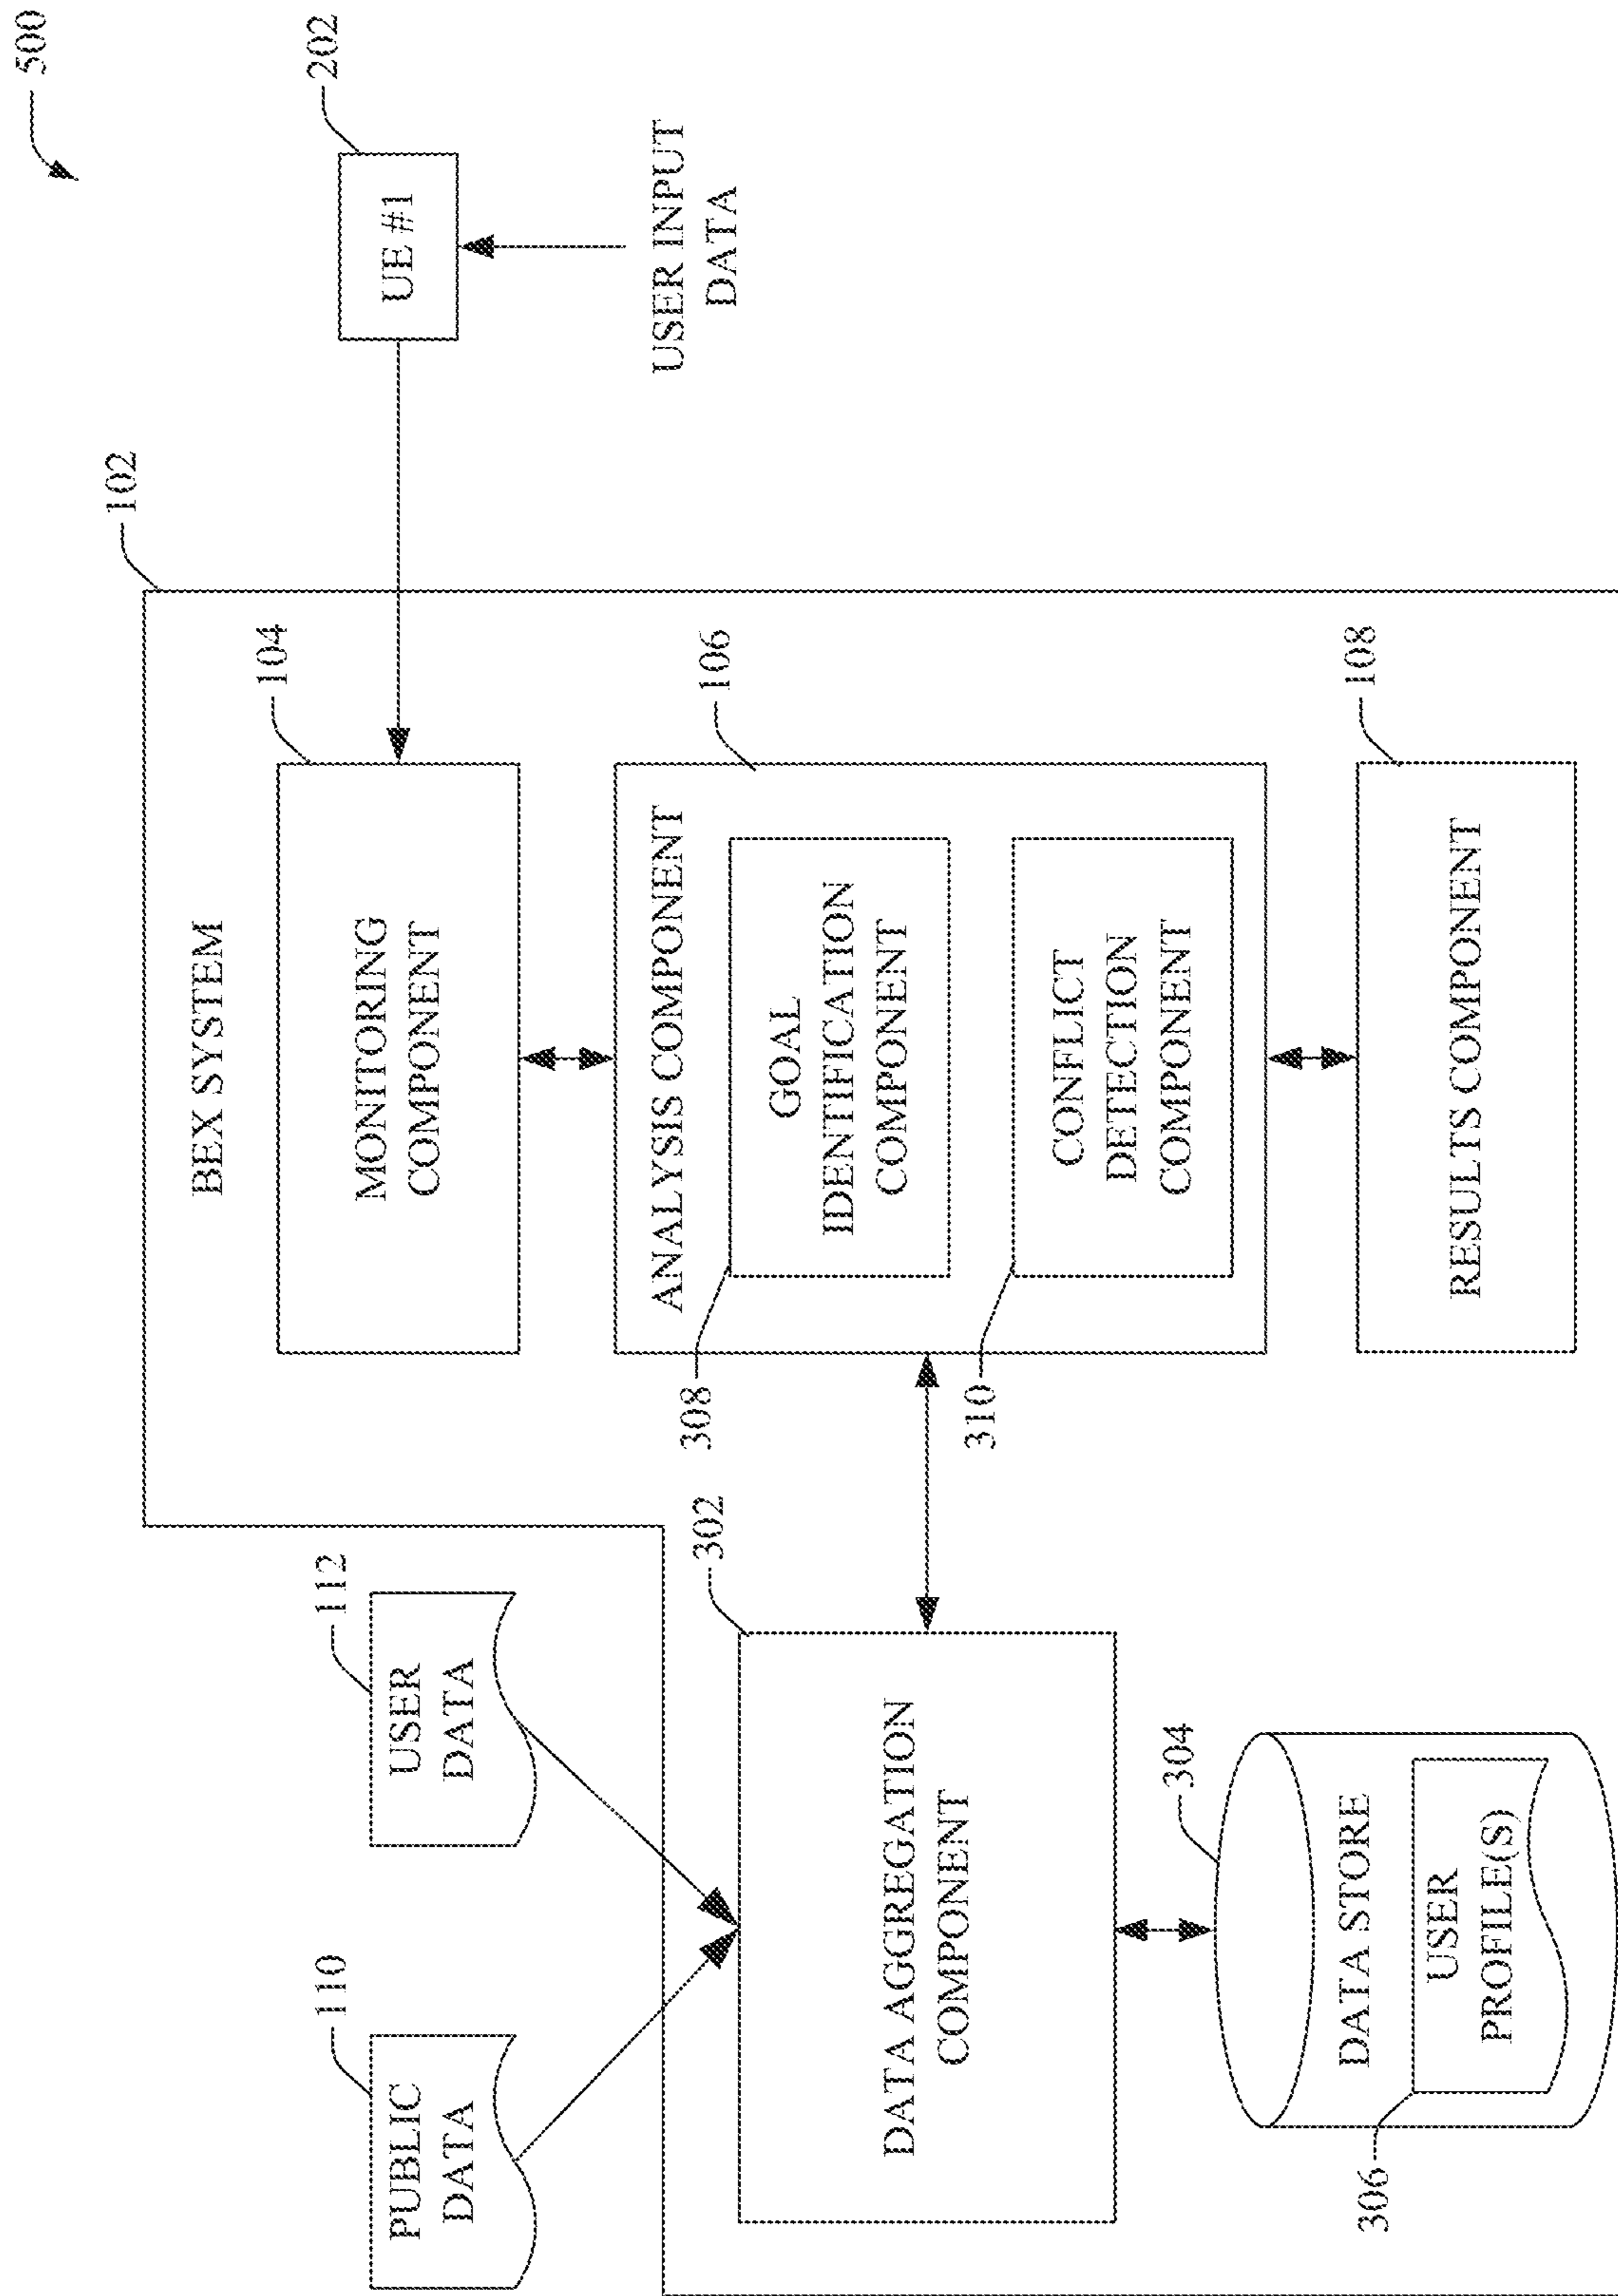 500
102
BEX SYSTEM
104
MONITORING
COMPONENT
202
UE #1
USER INPUT
DATA
110
PUBLIC
DATA
112
USER
DATA
106
ANALYSIS COMPONENT
308
GOAL
IDENTIFICATION
COMPONENT
310
CONFLICT
DETECTION
COMPONENT
302
DATA AGGREGATION
COMPONENT
304
DATA STORE
306
USER
PROFILE(S)
108
RESULTS COMPONENT